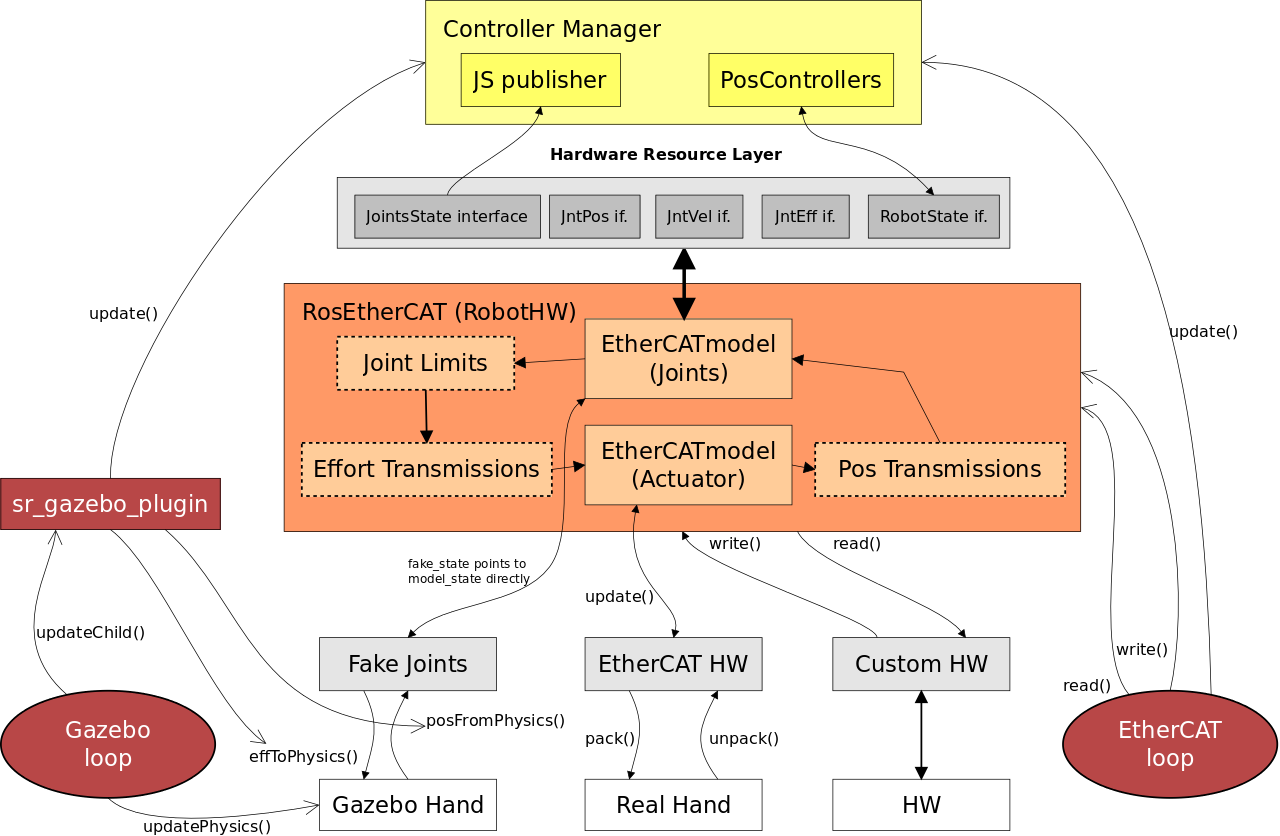 Controller Manager
JS publisher
PosControllers
Hardware Resource Layer
JointsState interface
JntPos if.
JntVel if.
JntEff if.
RobotState if.
update()
update()
RosEtherCAT (RobotHW)
EtherCATmodel
(Joints)
Joint Limits
Effort Transmissions
EtherCATmodel
(Actuator)
Pos Transmissions
sr_gazebo_plugin
write()
read()
fake_state points to
model_state directly
update()
updateChild()
Fake Joints
EtherCAT HW
Custom HW
write()
read()
Gazebo
loop
posFromPhysics()
effToPhysics()
pack()
unpack()
EtherCAT
loop
Gazebo Hand
Real Hand
HW
updatePhysics()